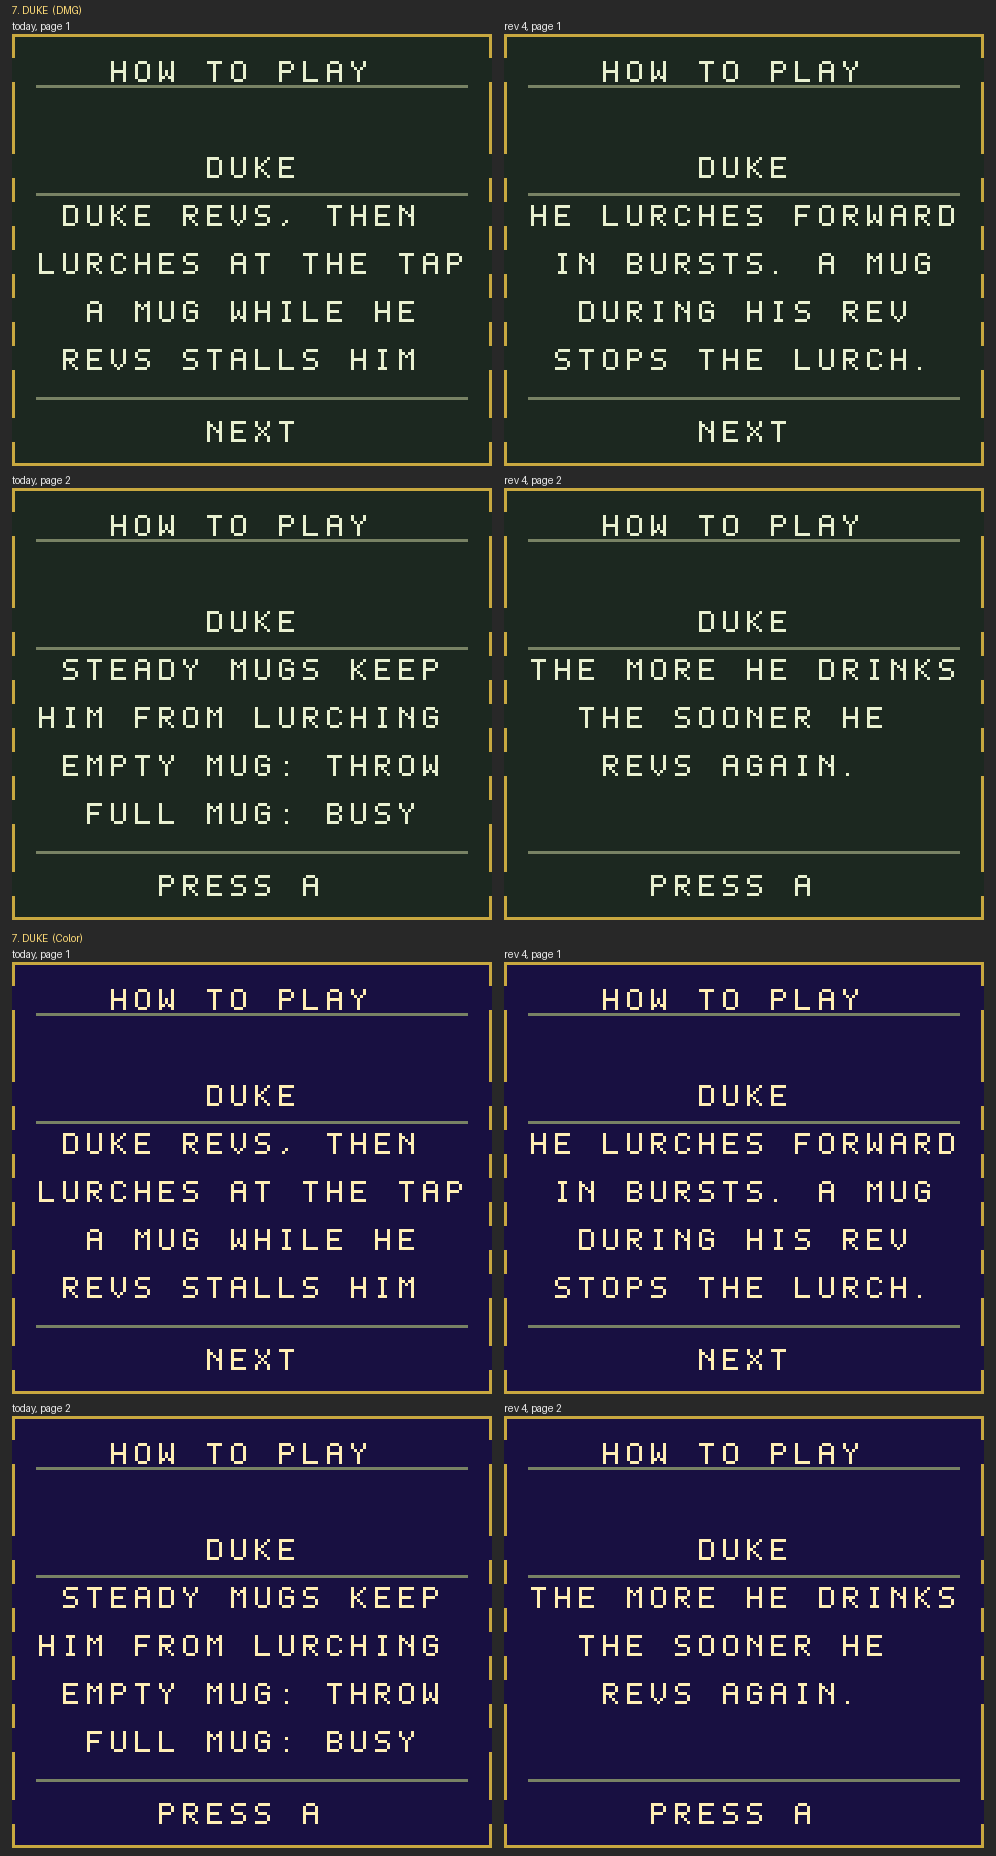 7. DUKE (DMG)
today, page 1
HOW TO PLAY
DUKE
DUKE REVS, THEN
LURCHES AT THE TAP
A MUG WHILE HE
REVS STALLS HIM
NEXT
rev 4, page 1
HOW TO PLAY
DUKE
HE LURCHES FORWARD
IN BURSTS. A MUG
DURING HIS REV
STOPS THE LURCH.
NEXT
today, page 2
HOW TO PLAY
DUKE
STEADY MUGS KEEP
HIM FROM LURCHING
EMPTY MUG: THROW
FULL MUG: BUSY
PRESS A
rev 4, page 2
HOW TO PLAY
DUKE
THE MORE HE DRINKS
THE SOONER HE
REVS AGAIN.
PRESS A
7. DUKE (Color)
today, page 1
HOW TO PLAY
DUKE
DUKE REVS, THEN
LURCHES AT THE TAP
A MUG WHILE HE
REVS STALLS HIM
NEXT
rev 4, page 1
HOW TO PLAY
DUKE
HE LURCHES FORWARD
IN BURSTS. A MUG
DURING HIS REV
STOPS THE LURCH.
NEXT
today, page 2
HOW TO PLAY
DUKE
STEADY MUGS KEEP
HIM FROM LURCHING
EMPTY MUG: THROW
FULL MUG: BUSY
PRESS A
rev 4, page 2
HOW TO PLAY
DUKE
THE MORE HE DRINKS
THE SOONER HE
REVS AGAIN.
PRESS A